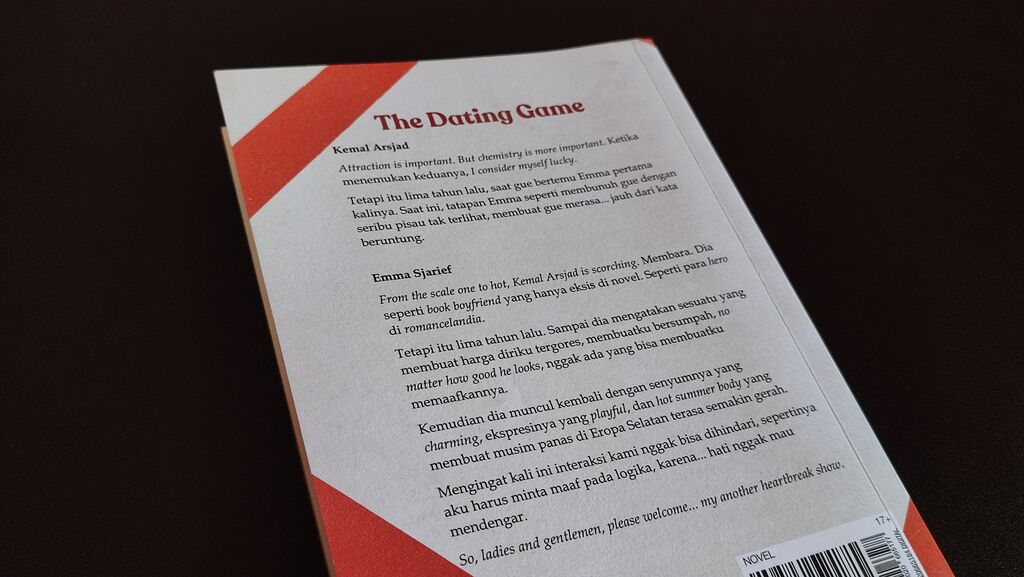 The Dating Game
Kemal Arsjad
Attraction is important. But chemistry is more important. Ketika
menemukan keduanya, I consider myself lucky.
Tetapi itu lima tahun lalu, saat gue bertemu Emma pertama
kalinya. Saat ini, tatapan Emma seperti membunuh gue dengan
seribu pisau tak terlihat, membuat gue merasa... jauh dari kata
beruntung.
Emma Sjarief
From the scale one to hot, Kemal Arsjad is scorching. Membara. Dia
seperti book boyfriend yang hanya eksis di novel. Seperti para hero
di romancelandia.
Tetapi itu lima tahun lalu. Sampai dia mengatakan sesuatu yang
membuat harga diriku tergores, membuatku bersumpah, no
matter how good he looks, nggak ada yang bisa membuatku
memaafkannya.
Kemudian dia muncul kembali dengan senyumnya yang
charming, ekspresinya yang playful, dan hot summer body yang
membuat musim panas di Eropa Selatan terasa semakin gerah.
Mengingat kali ini interaksi kami nggak bisa dihindari, sepertinya
aku harus minta maaf pada logika, karena... hati nggak mau
mendengar.
So, ladies and gentlemen, please welcome... my another heartbreak show.
NOVEL
17+